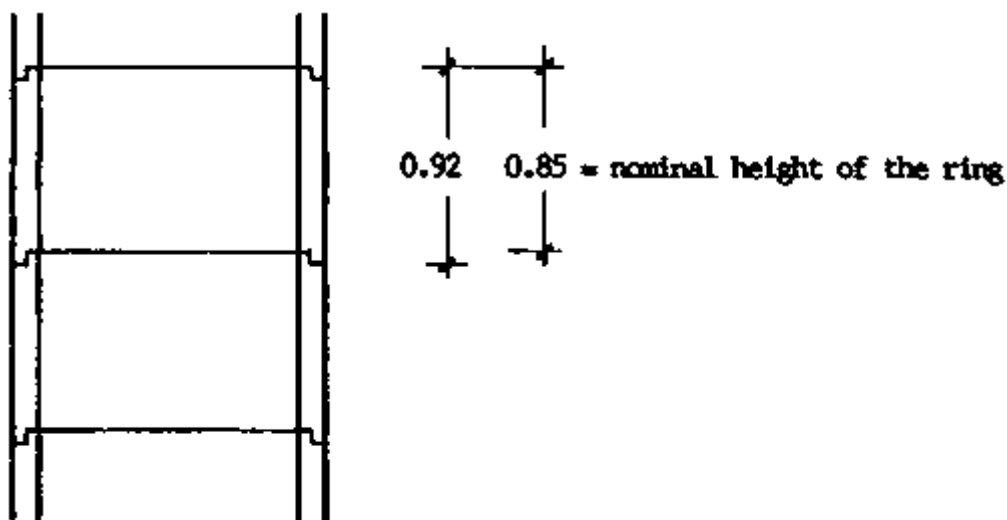 0.92 0.85 = nominal height of the ring